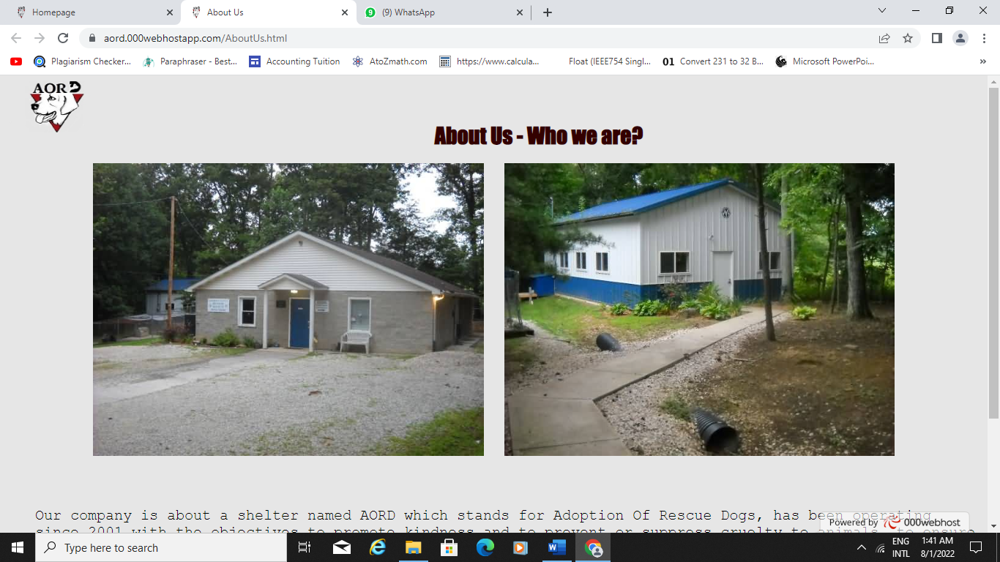 Homepage
About Us
(9) WhatsApp
aord.000webhostapp.com/AboutUs.html
Plagiarism Checker...
Paraphraser - Best...
Accounting Tuition
AtoZmath.com
https://www.calcula...
Float (IEEE754 Singl...
01 Convert 231 to 32 B...
Microsoft PowerPoi...
»
AORD
About Us - Who we are?
Our company is about a shelter named AORD which stands for Adoption Of Rescue Dogs, has been operating
since 2001 with the objectives to promote kindness and to prevent or suppress cruelty to animals, to ensure
Powered by 000webhost
Type here to search
ENG
INTL
1:41 AM
8/1/2022